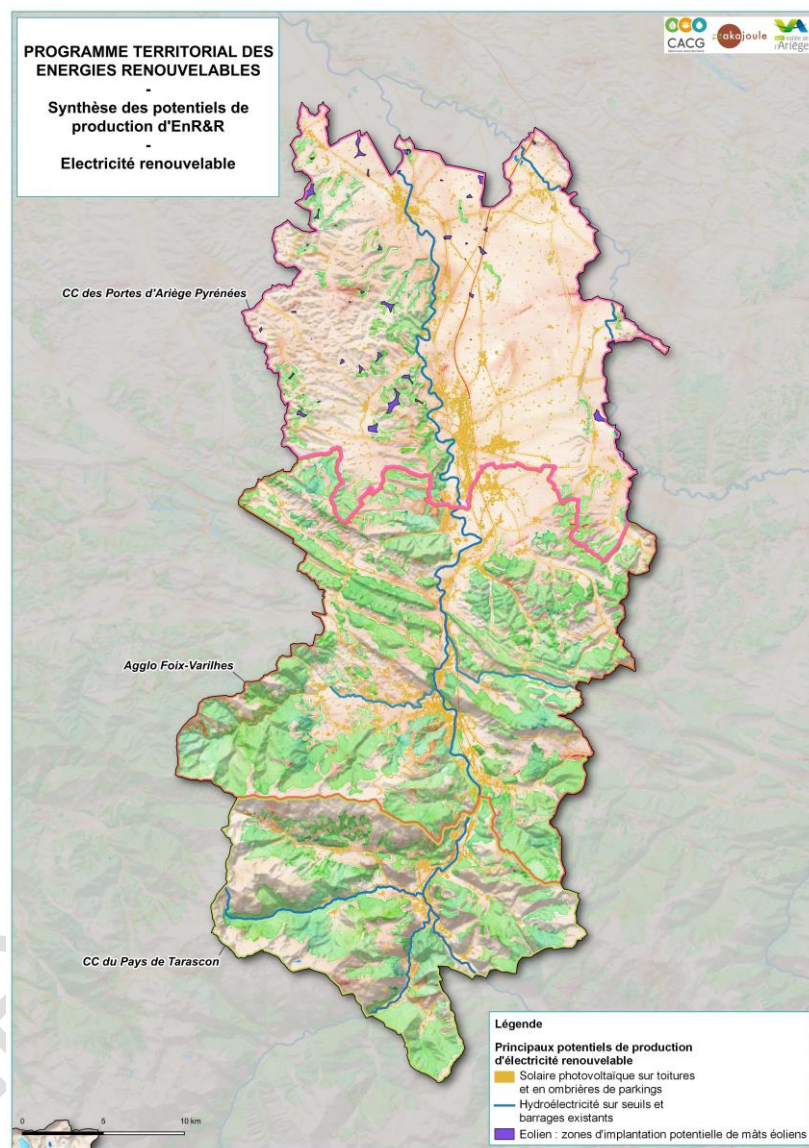 PROGRAMME TERRITORIAL DES
ENERGIES RENOUVELABLES
-
Synthèse des potentiels de
production d'EnR&R
-
Electricité renouvelable
CACG
akajoule
Ariège
CC des Portes d'Ariège Pyrénées
Agglo Foix-Varilhes
CC du Pays de Tarascon
Légende
Principaux potentiels de production
d'électricité renouvelable
Solaire photovoltaïque sur toitures
et en ombrières de parkings
Hydroélectricité sur seuils et
barrages existants
Eolien : zones d'implantation potentielle de mâts éoliens
0 5 10 km